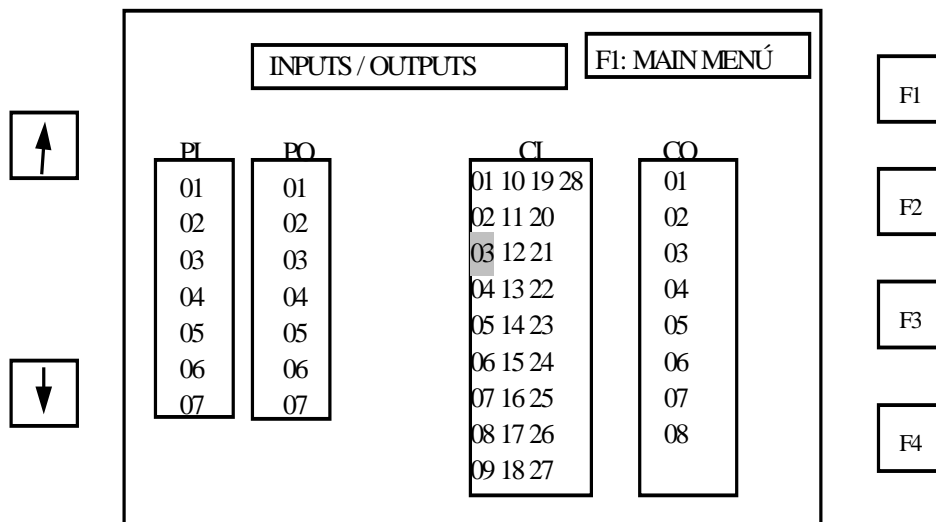 INPUTS / OUTPUTS
F1: MAIN MENÚ
PI
01
02
03
04
05
06
07
PO
01
02
03
04
05
06
07
CI
01 10 19 28
02 11 20
03 12 21
04 13 22
05 14 23
06 15 24
07 16 25
08 17 26
09 18 27
CO
01
02
03
04
05
06
07
08
F1
F2
F3
F4